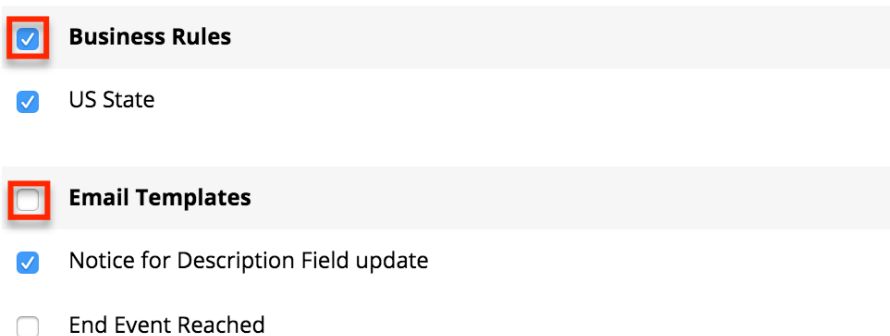 Business Rules
US State
Email Templates
Notice for Description Field update
End Event Reached